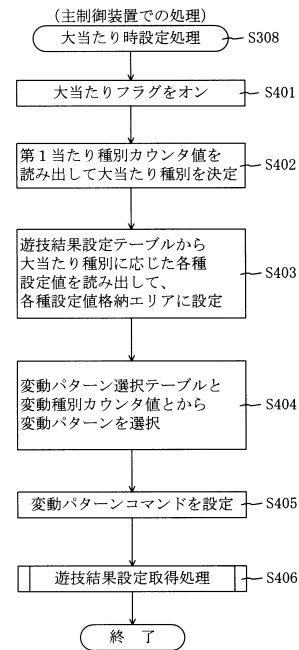 （主制御装置での処理）
大当たり時設定処理
S308
大当たりフラグをオン
S401
第１当たり種別カウンタ値を
読み出して大当たり種別を決定
S402
遊技結果設定テーブルから
大当たり種別に応じた各種
設定値を読み出して、
各種設定値格納エリアに設定
S403
変動パターン選択テーブルと
変動種別カウンタ値とから
変動パターンを選択
S404
変動パターンコマンドを設定
S405
遊技結果設定取得処理
S406
終 了